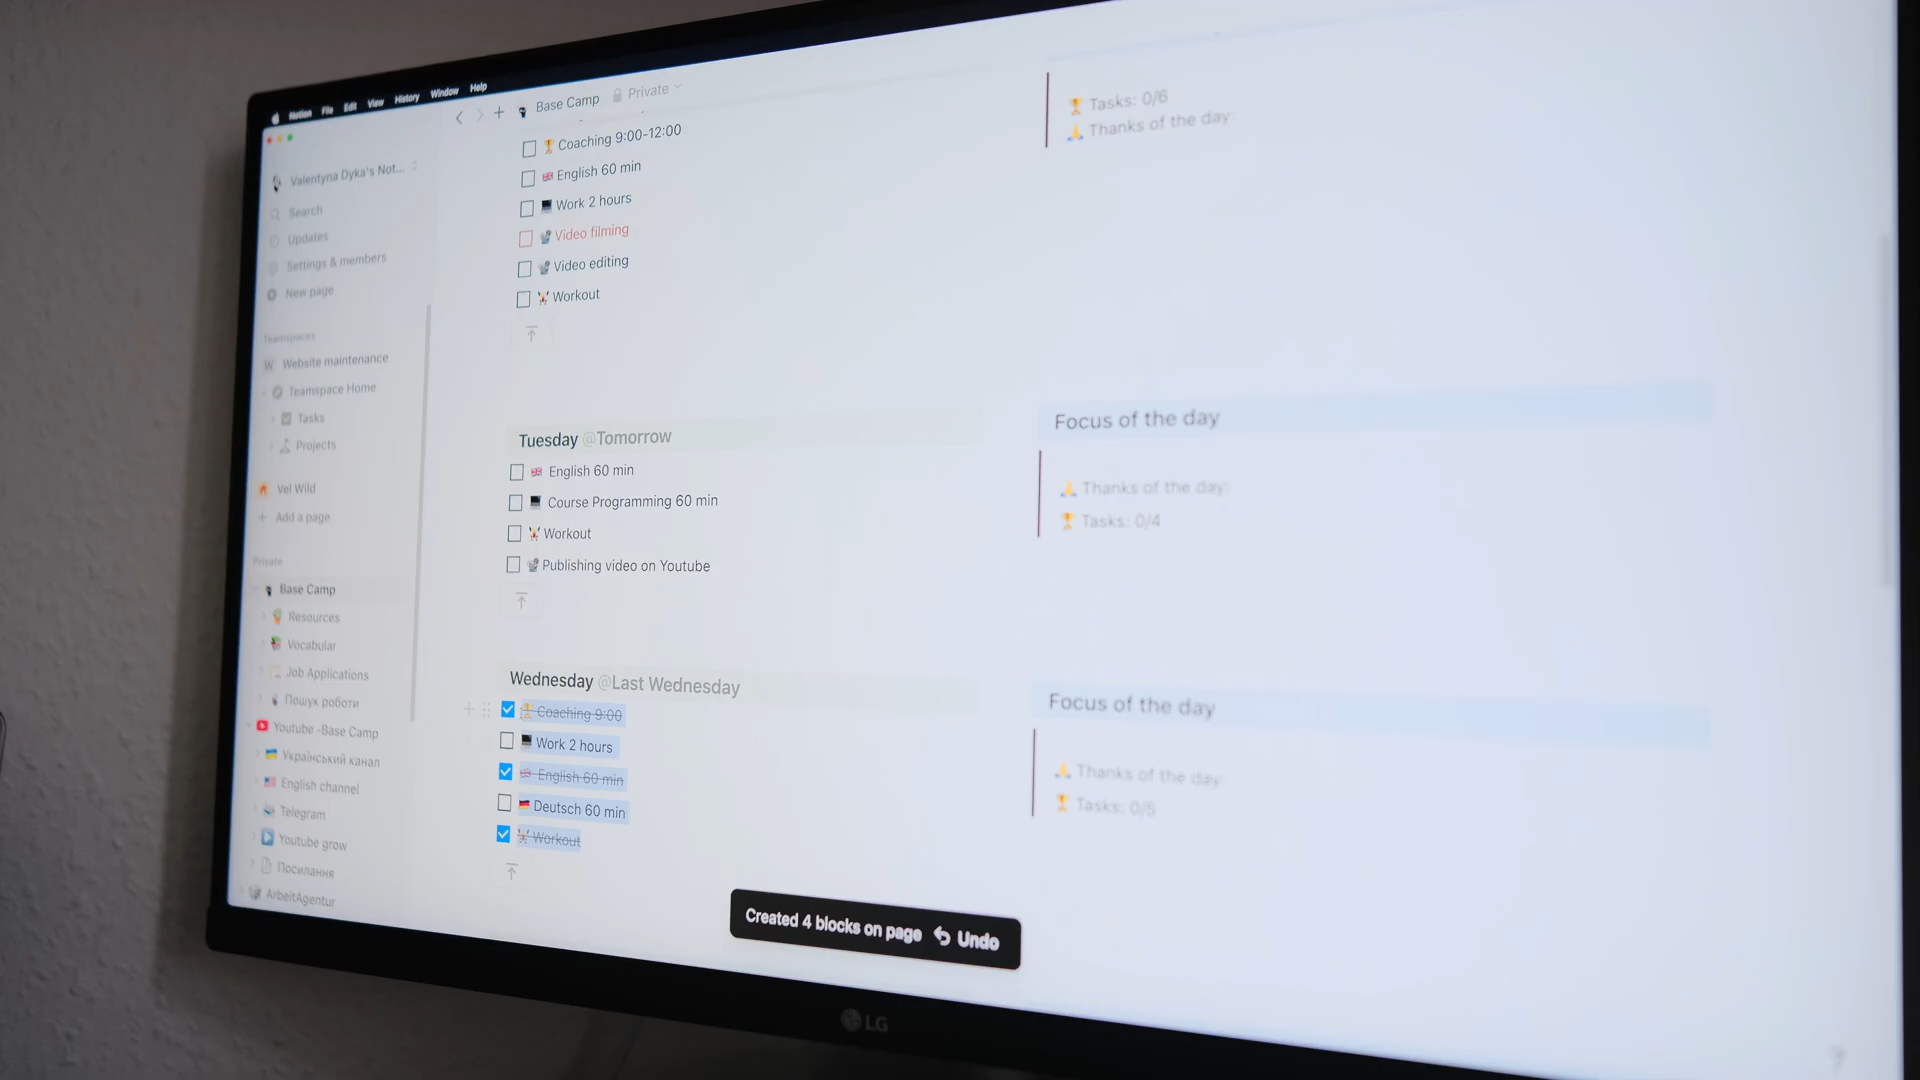 Notion File Edit View History Window Help
Valentyna Dyka's Not...
Search
Updates
Settings & members
New page
Teamspaces
W Website maintenance
Teamspace Home
Tasks
Projects
Vel Wild
+ Add a page
Private
Base Camp
Resources
Vocabular
Job Applications
Пошук роботи
Youtube -Base Camp
Український канал
English channel
Telegram
Youtube grow
Посилання
ArbeitAgentur
Base Camp Private
Coaching 9:00-12:00
English 60 min
Work 2 hours
Video filming
Video editing
Workout
Tasks: 0/6
Thanks of the day:
Tuesday @Tomorrow
English 60 min
Course Programming 60 min
Workout
Publishing video on Youtube
Focus of the day
Thanks of the day:
Tasks: 0/4
Wednesday @Last Wednesday
Coaching 9:00
Work 2 hours
English 60 min
Deutsch 60 min
Workout
Focus of the day
Thanks of the day:
Tasks: 0/5
Created 4 blocks on page Undo
LG